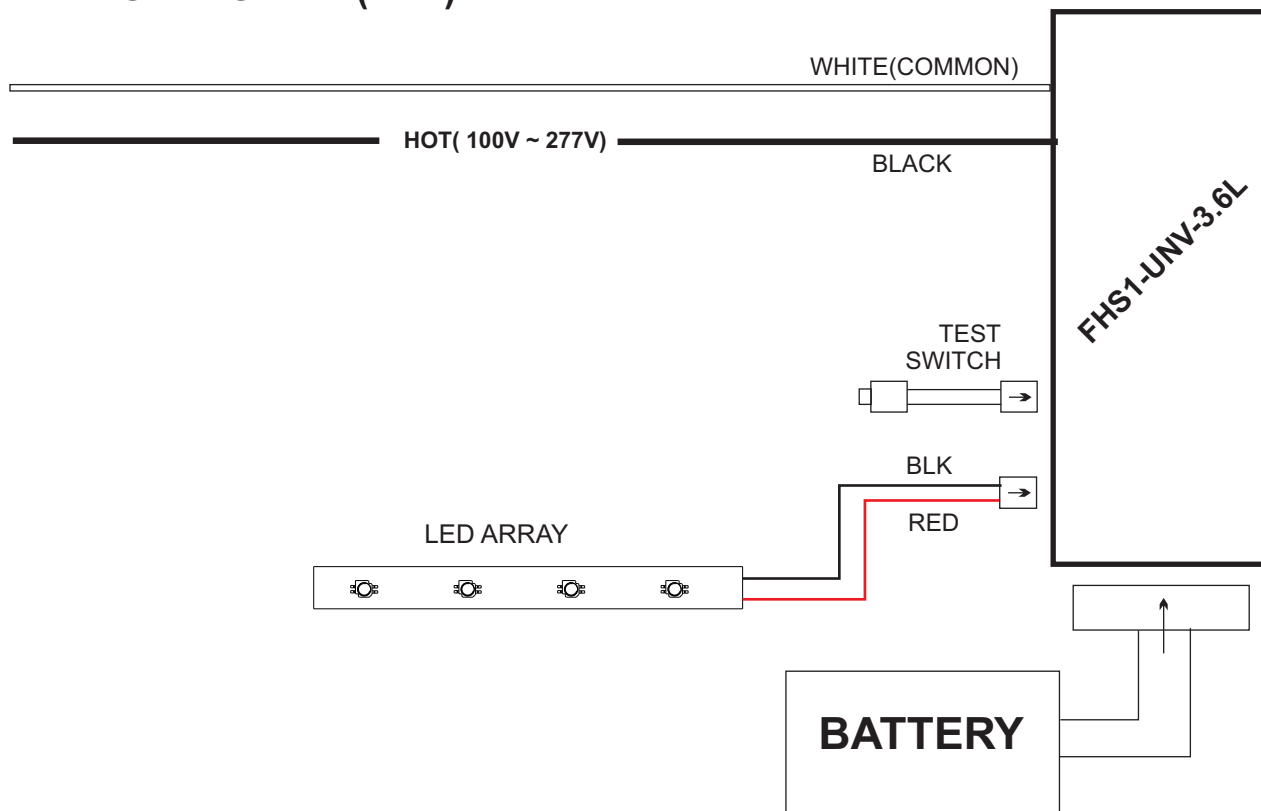 WHITE(COMMON)
HOT( 100V ~ 277V)
BLACK
FHS1-UNV-3.6L
TEST
SWITCH
BLK
RED
LED ARRAY
BATTERY